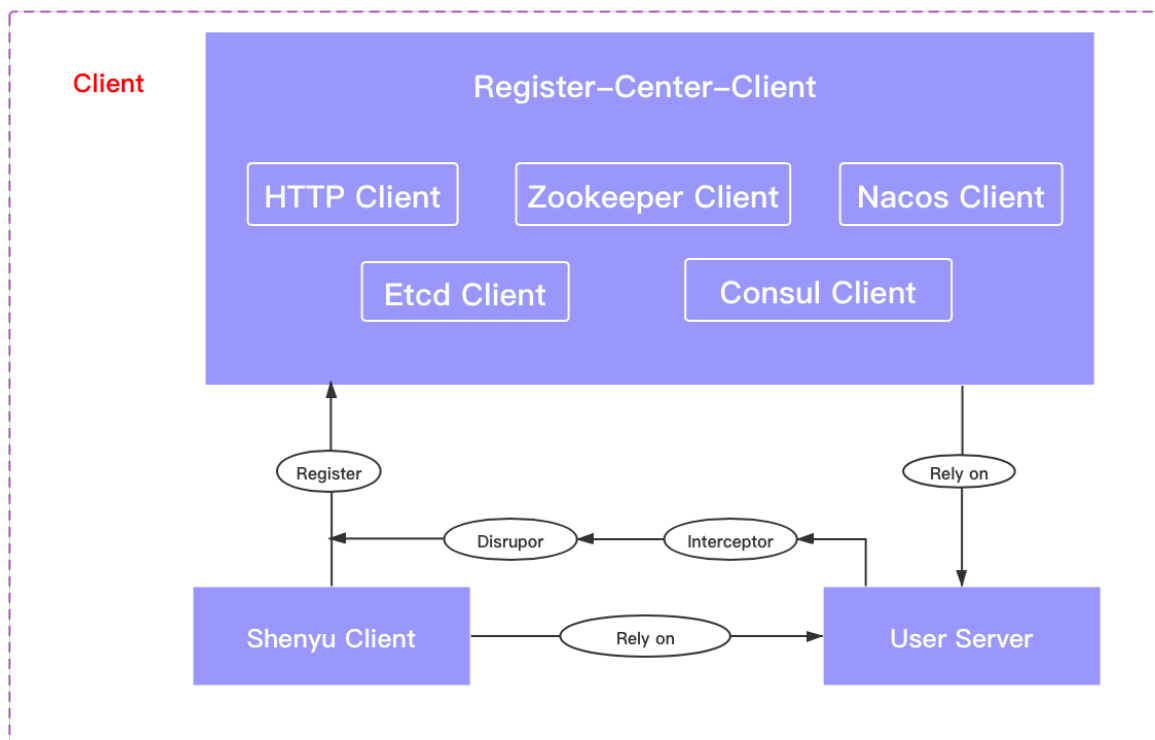 Client
Register-Center-Client
HTTP Client
Zookeeper Client
Nacos Client
Etcd Client
Consul Client
Register
Rely on
Disrupor
Interceptor
Shenyu Client
Rely on
User Server